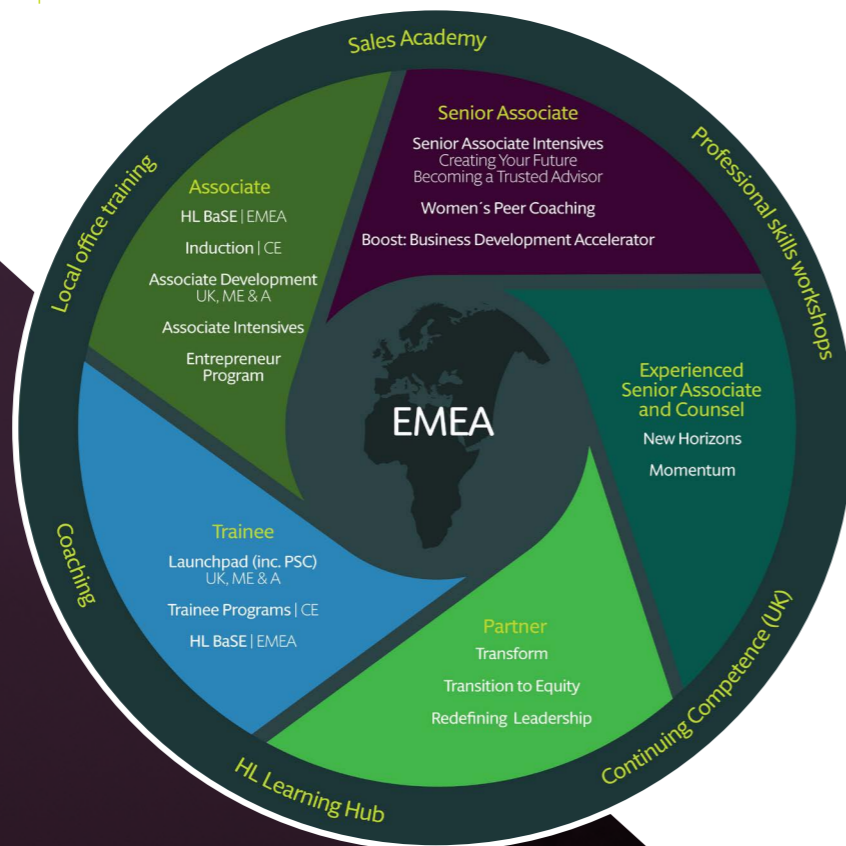 Sales Academy
Professional skills workshops
Continuing Competence (UK)
HL Learning Hub
Coaching
Local office training
Senior Associate
Senior Associate Intensives
Creating Your Future
Becoming a Trusted Advisor
Women´s Peer Coaching
Boost: Business Development Accelerator
Experienced
Senior Associate
and Counsel
New Horizons
Momentum
Partner
Transform
Transition to Equity
Redefining Leadership
Trainee
Launchpad (inc. PSC)
UK, ME & A
Trainee Programs | CE
HL BaSE | EMEA
Associate
HL BaSE | EMEA
Induction | CE
Associate Development
UK, ME & A
Associate Intensives
Entrepreneur
Program
EMEA